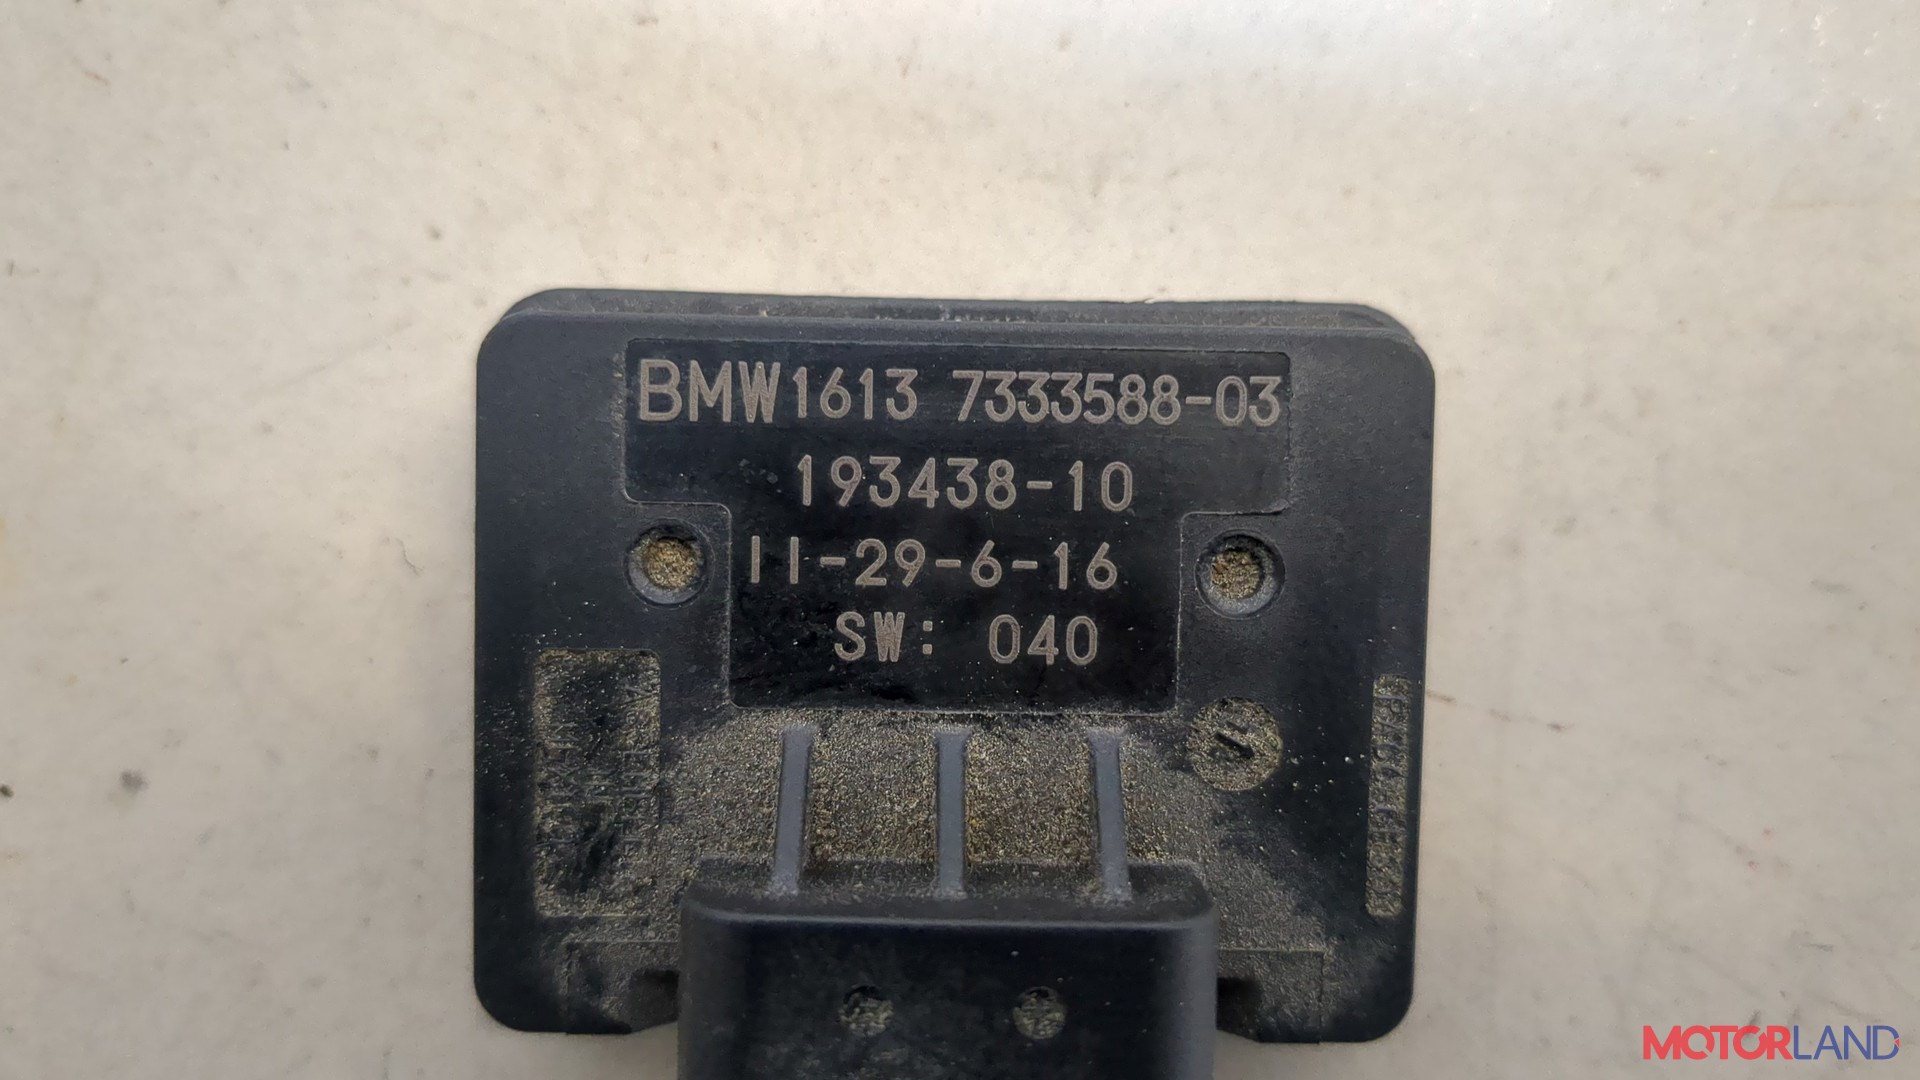 BMW1613 7333588-03
193438-10
11-29-6-16
SW: 040
MOTORLAND